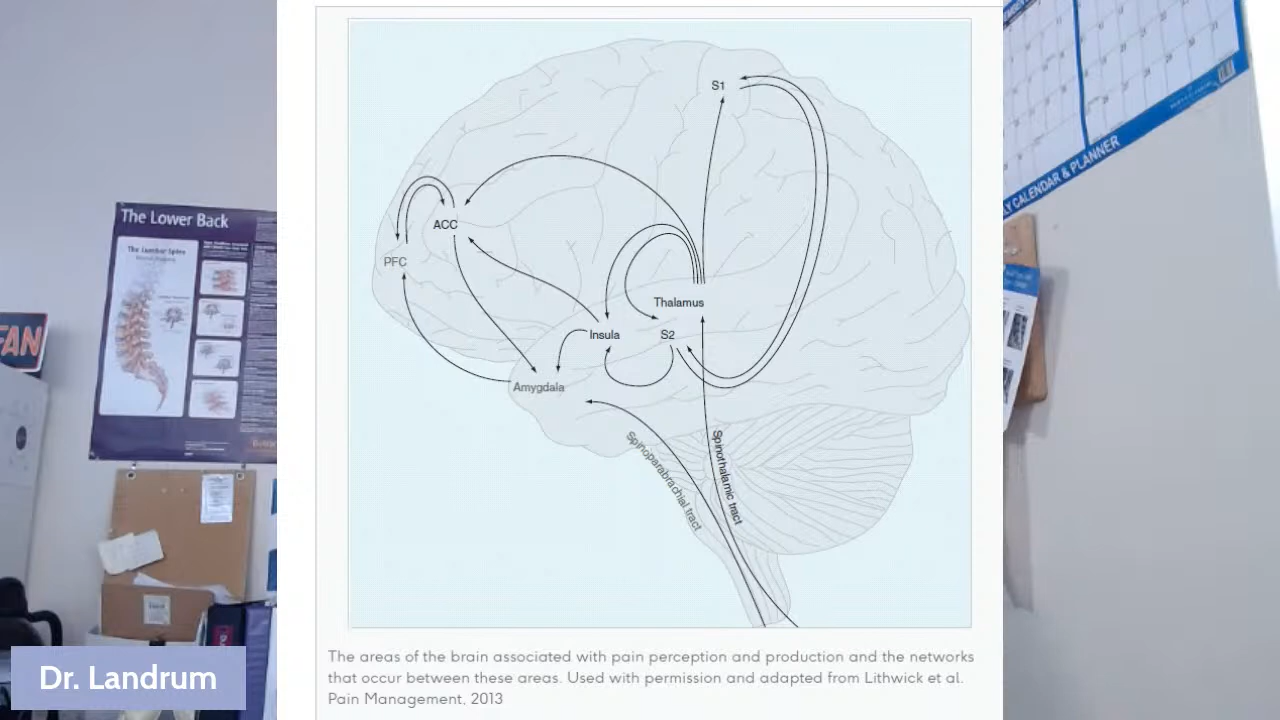 The Lower Back
The Lumbar Spine
FAN
S1
ACC
PFC
Thalamus
Insula
S2
Amygdala
Spinoparabrachial tract
Spinothalamic tract
LY CALENDAR & PLANNER
The areas of the brain associated with pain perception and production and the networks
that occur between these areas. Used with permission and adapted from Lithwick et al.
Pain Management, 2013
Dr. Landrum